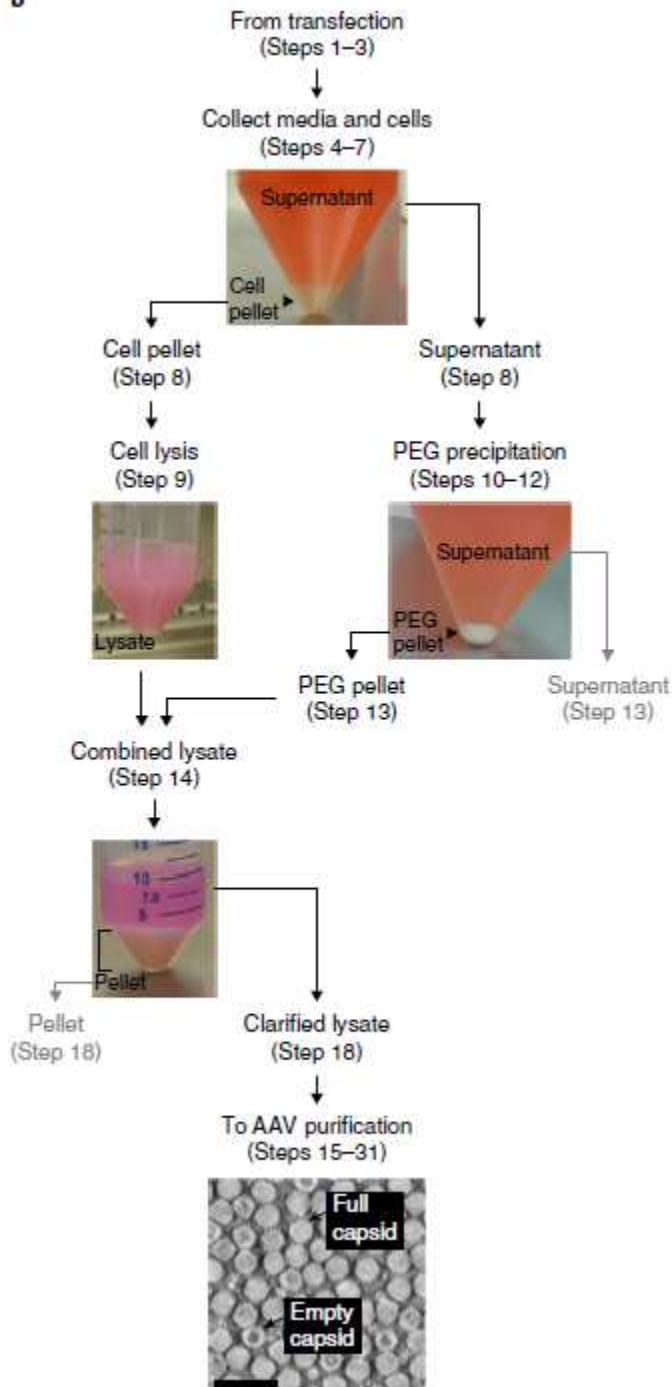 From transfection
(Steps 1–3)
Collect media and cells
(Steps 4–7)
Supernatant
Cell
pellet
Cell pellet
(Step 8)
Supernatant
(Step 8)
Cell lysis
(Step 9)
PEG precipitation
(Steps 10–12)
Lysate
Supernatant
PEG
pellet
PEG pellet
(Step 13)
Supernatant
(Step 13)
Combined lysate
(Step 14)
10
7.5
5
Pellet
Pellet
(Step 18)
Clarified lysate
(Step 18)
To AAV purification
(Steps 15–31)
Full
capsid
Empty
capsid